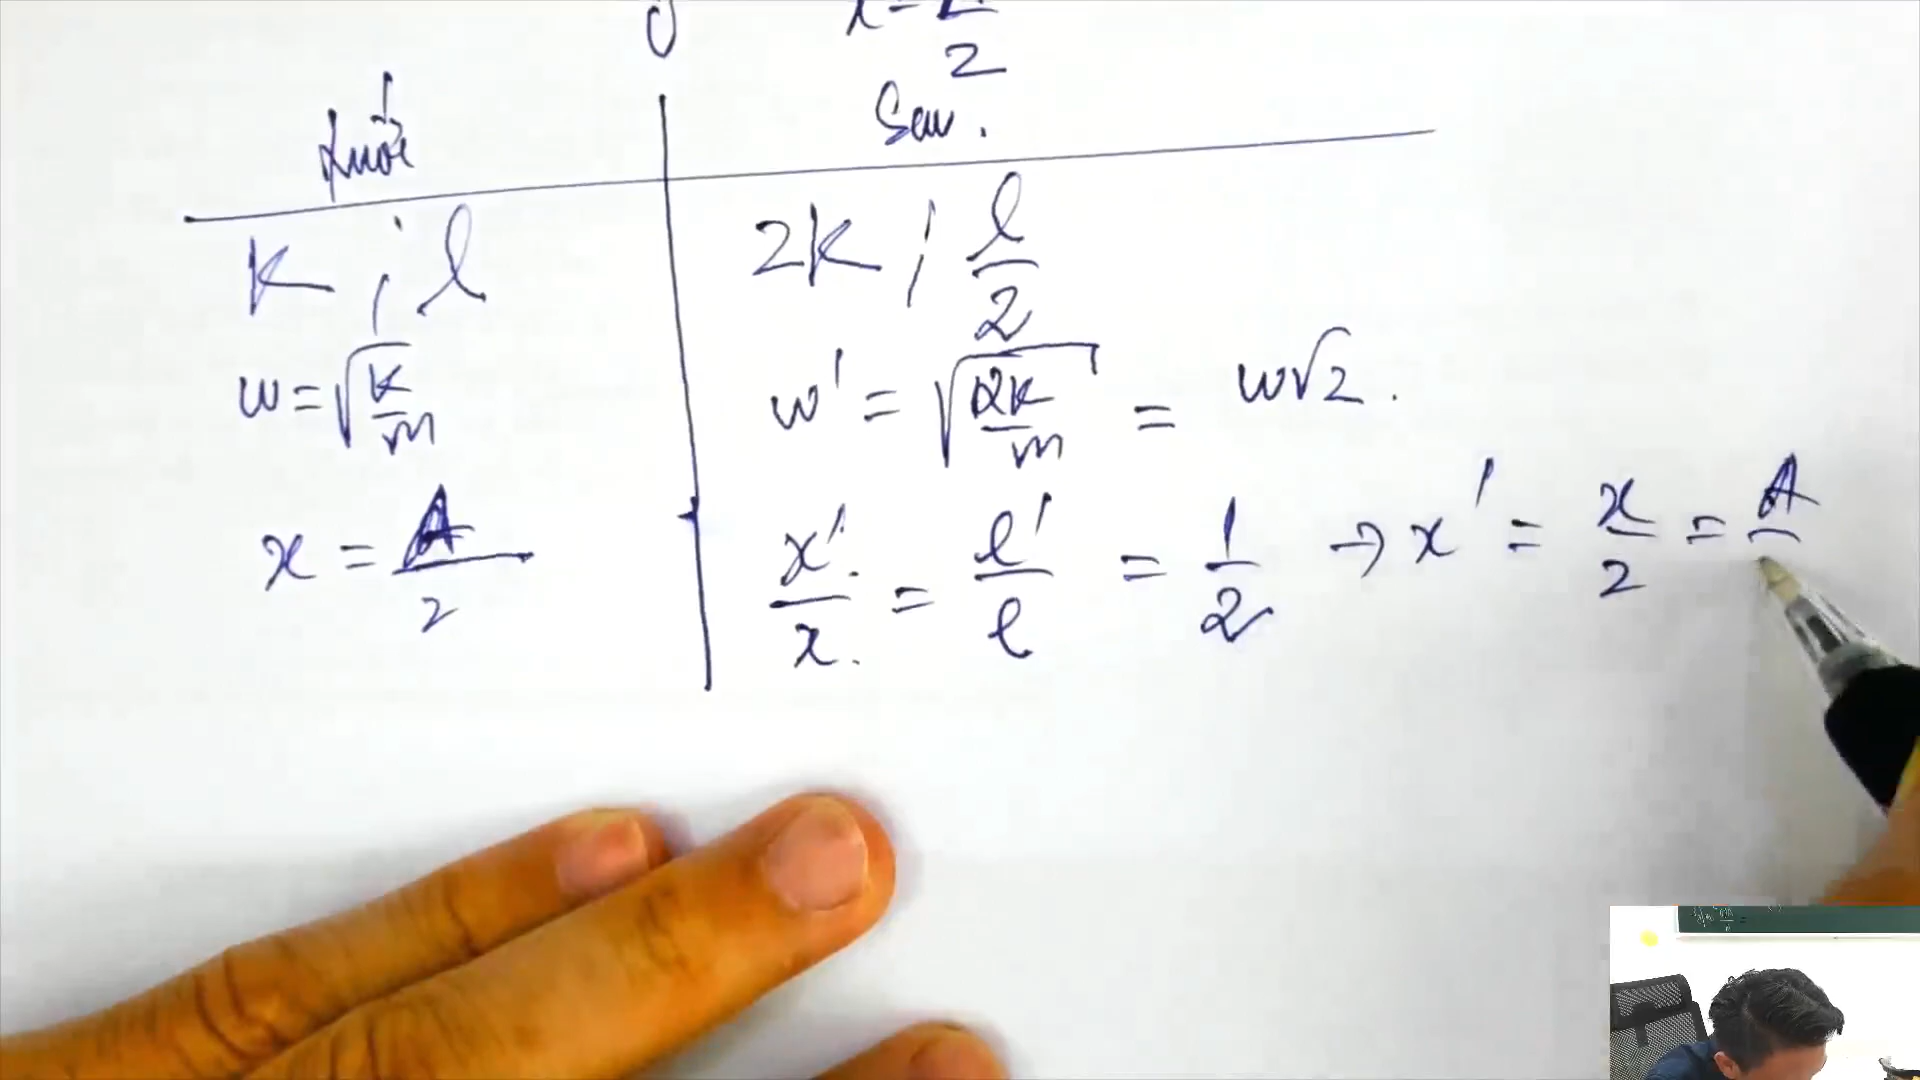 x = 
2
Trước | Sau.
K ; l | 2K ; l/2
w = √(K/m) | w' = √(2K/m) = w√2.
x = A/2 | x'/x = l'/l = 1/2 → x' = x/2 = A/